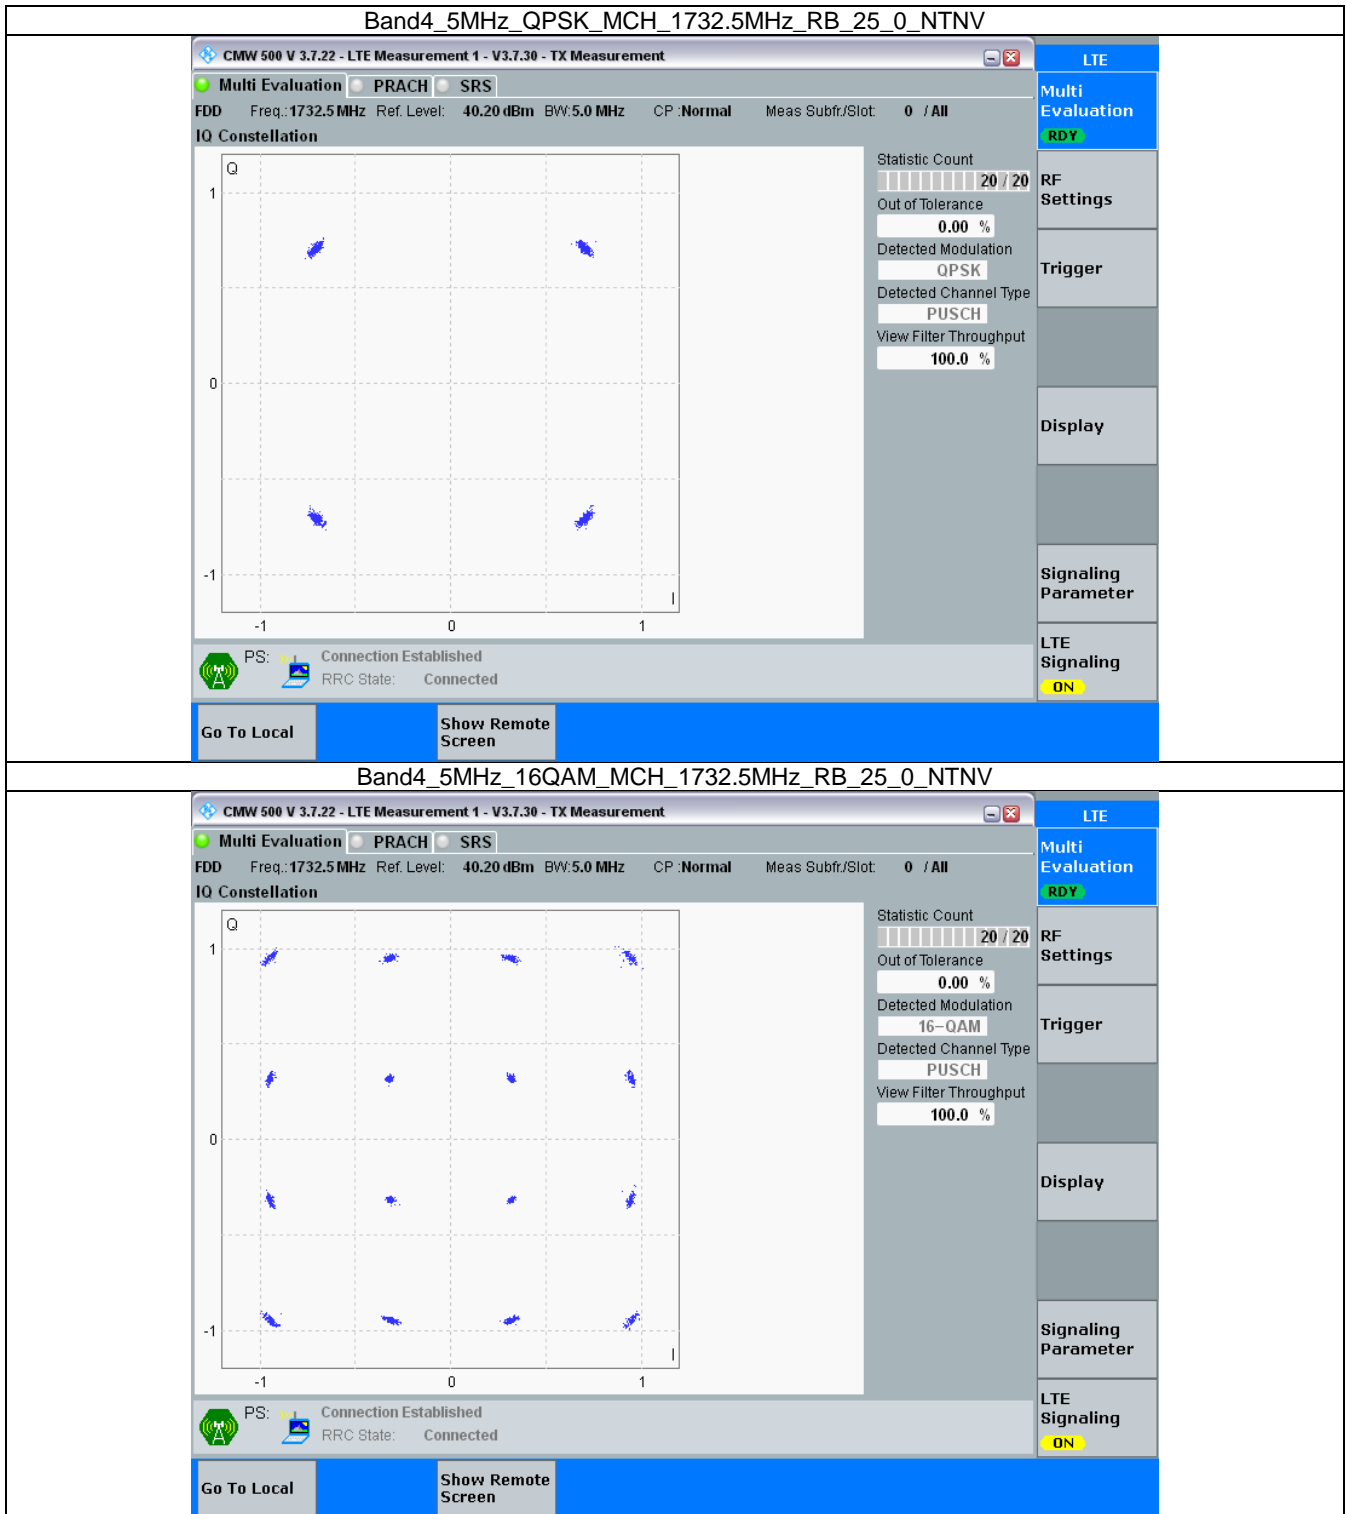 Band4_5MHz_QPSK_MCH_1732.5MHz_RB_25_0_NTNV
CMW 500 V 3.7.22 - LTE Measurement 1 - V3.7.30 - TX Measurement
LTE
Multi Evaluation PRACH SRS
Multi
Evaluation
RDY
FDD Freq.:1732.5 MHz Ref. Level: 40.20 dBm BW:5.0 MHz CP :Normal Meas Subfr./Slot: 0 / All
IQ Constellation
Q
1
0
-1
I
-1 0 1
Statistic Count
20 / 20
Out of Tolerance
0.00 %
Detected Modulation
QPSK
Detected Channel Type
PUSCH
View Filter Throughput
100.0 %
RF
Settings
Trigger
Display
Signaling
Parameter
LTE
Signaling
ON
PS: Connection Established
RRC State: Connected
Go To Local
Show Remote
Screen
Band4_5MHz_16QAM_MCH_1732.5MHz_RB_25_0_NTNV
CMW 500 V 3.7.22 - LTE Measurement 1 - V3.7.30 - TX Measurement
LTE
Multi Evaluation PRACH SRS
Multi
Evaluation
RDY
FDD Freq.:1732.5 MHz Ref. Level: 40.20 dBm BW:5.0 MHz CP :Normal Meas Subfr./Slot: 0 / All
IQ Constellation
Q
1
0
-1
I
-1 0 1
Statistic Count
20 / 20
Out of Tolerance
0.00 %
Detected Modulation
16-QAM
Detected Channel Type
PUSCH
View Filter Throughput
100.0 %
RF
Settings
Trigger
Display
Signaling
Parameter
LTE
Signaling
ON
PS: Connection Established
RRC State: Connected
Go To Local
Show Remote
Screen